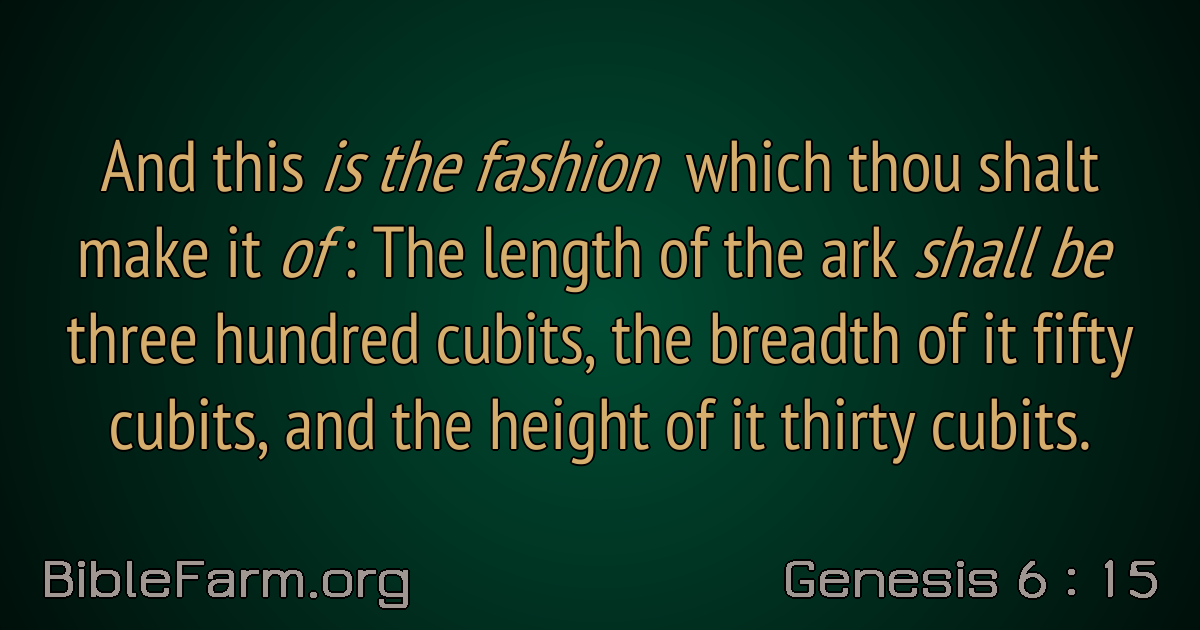 And this is the fashion which thou shalt
make it of : The length of the ark shall be
three hundred cubits, the breadth of it fifty
cubits, and the height of it thirty cubits.
BibleFarm.org
Genesis 6 : 15